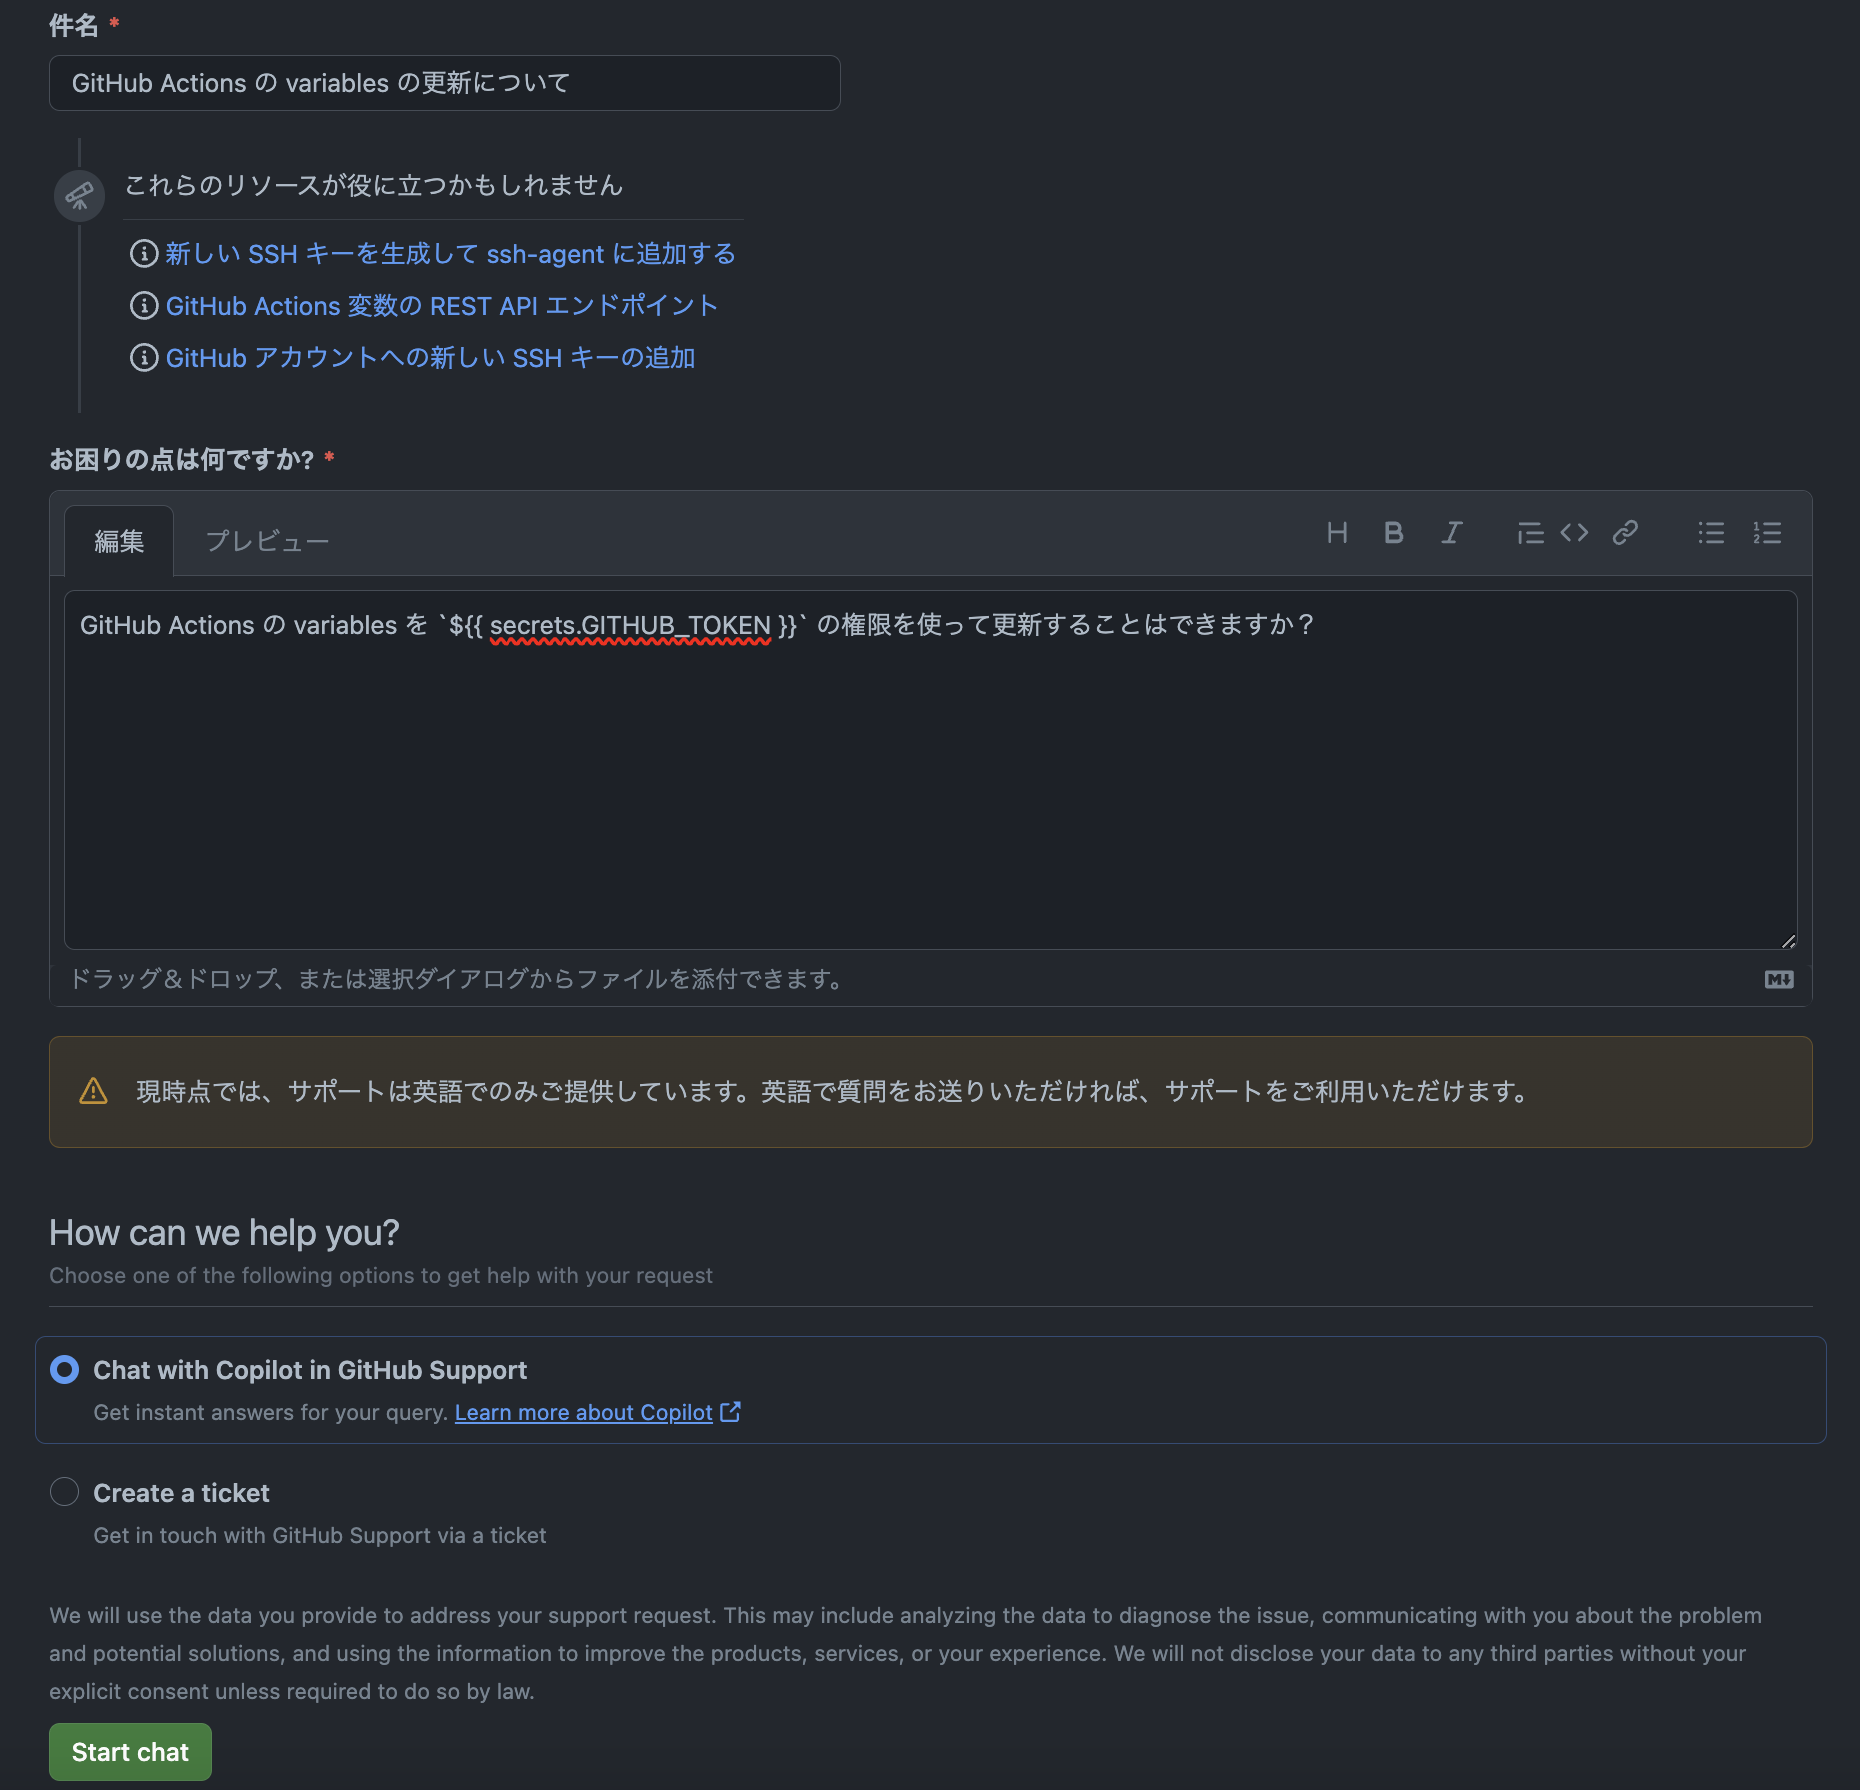 件名 *
GitHub Actions の variables の更新について
これらのリソースが役に立つかもしれません
新しい SSH キーを生成して ssh-agent に追加する
GitHub Actions 変数の REST API エンドポイント
GitHub アカウントへの新しい SSH キーの追加
お困りの点は何ですか? *
編集 プレビュー
GitHub Actions の variables を `${{ secrets.GITHUB_TOKEN }}` の権限を使って更新することはできますか？
ドラッグ＆ドロップ、または選択ダイアログからファイルを添付できます。
現時点では、サポートは英語でのみご提供しています。英語で質問をお送りいただければ、サポートをご利用いただけます。
How can we help you?
Choose one of the following options to get help with your request
Chat with Copilot in GitHub Support
Get instant answers for your query. Learn more about Copilot
Create a ticket
Get in touch with GitHub Support via a ticket
We will use the data you provide to address your support request. This may include analyzing the data to diagnose the issue, communicating with you about the problem
and potential solutions, and using the information to improve the products, services, or your experience. We will not disclose your data to any third parties without your
explicit consent unless required to do so by law.
Start chat